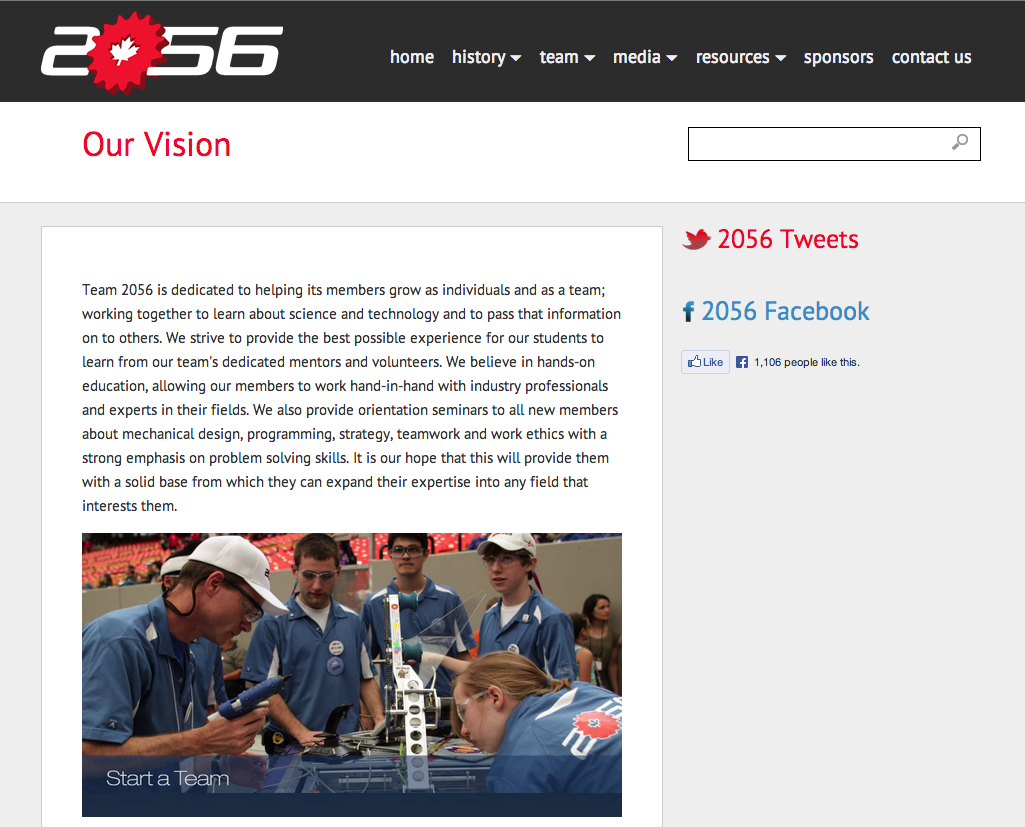 2056
home history team media resources sponsors contact us
Our Vision
2056 Tweets
2056 Facebook
Like 1,106 people like this.
Team 2056 is dedicated to helping its members grow as individuals and as a team;
working together to learn about science and technology and to pass that information
on to others. We strive to provide the best possible experience for our students to
learn from our team's dedicated mentors and volunteers. We believe in hands-on
education, allowing our members to work hand-in-hand with industry professionals
and experts in their fields. We also provide orientation seminars to all new members
about mechanical design, programming, strategy, teamwork and work ethics with a
strong emphasis on problem solving skills. It is our hope that this will provide them
with a solid base from which they can expand their expertise into any field that
interests them.
Start a Team